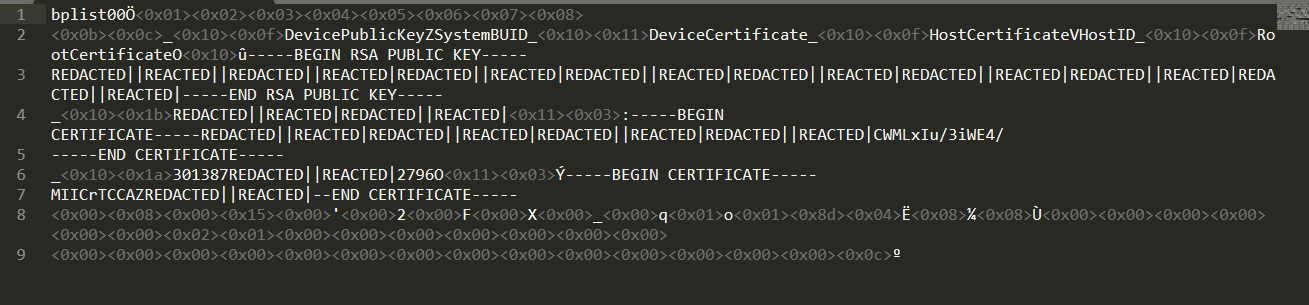 1 bplist00Ö<0x01><0x02><0x03><0x04><0x05><0x06><0x07><0x08>
2 <0x0b><0x0c>_<0x10><0x0f>DevicePublicKeyZSystemBUID_<0x10><0x11>DeviceCertificate_<0x10><0x0f>HostCertificateVHostID_<0x10><0x0f>Ro
otCertificateO<0x10>û-----BEGIN RSA PUBLIC KEY-----
3 REDACTED||REACTED||REDACTED||REACTED|REDACTED||REACTED|REDACTED||REACTED|REDACTED||REACTED|REDACTED||REACTED|REDACTED||REACTED|REDA
CTED||REACTED|-----END RSA PUBLIC KEY-----
4 _<0x10><0x1b>REDACTED||REACTED|REDACTED||REACTED|<0x11><0x03>:-----BEGIN
CERTIFICATE-----REDACTED||REACTED|REDACTED||REACTED|REDACTED||REACTED|REDACTED||REACTED|CWMLxIu/3iWE4/
5 -----END CERTIFICATE-----
6 _<0x10><0x1a>301387REDACTED||REACTED|2796O<0x11><0x03>Ý-----BEGIN CERTIFICATE-----
7 MIICrTCCAZREDACTED||REACTED|--END CERTIFICATE-----
8 <0x00><0x08><0x00><0x15><0x00>'<0x00>2<0x00>F<0x00>X<0x00>_<0x00>q<0x01>o<0x01><0x8d><0x04>Ë<0x08>¼<0x08>Ù<0x00><0x00><0x00><0x00>
<0x00><0x00><0x02><0x01><0x00><0x00><0x00><0x00><0x00><0x00><0x00>
9 <0x00><0x00><0x00><0x00><0x00><0x00><0x00><0x00><0x00><0x00><0x00><0x00><0x00><0x00><0x0c>º